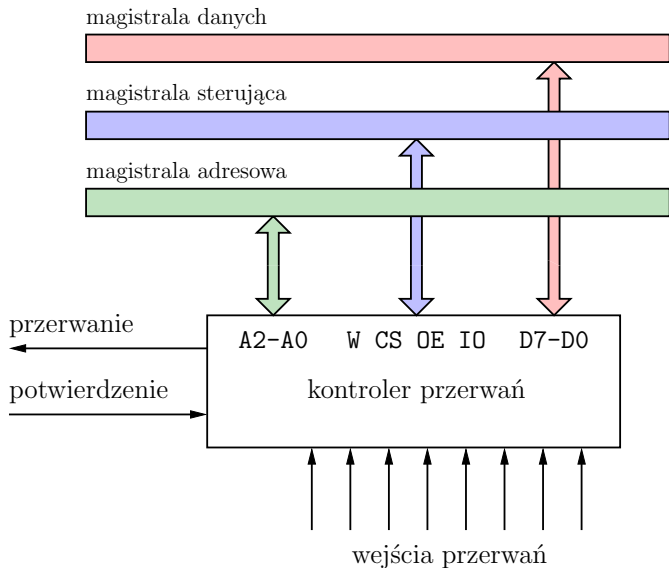 magistrala danych
magistrala sterująca
magistrala adresowa
przerwanie
A2-A0 W CS OE IO D7-D0
potwierdzenie
kontroler przerwań
wejścia przerwań